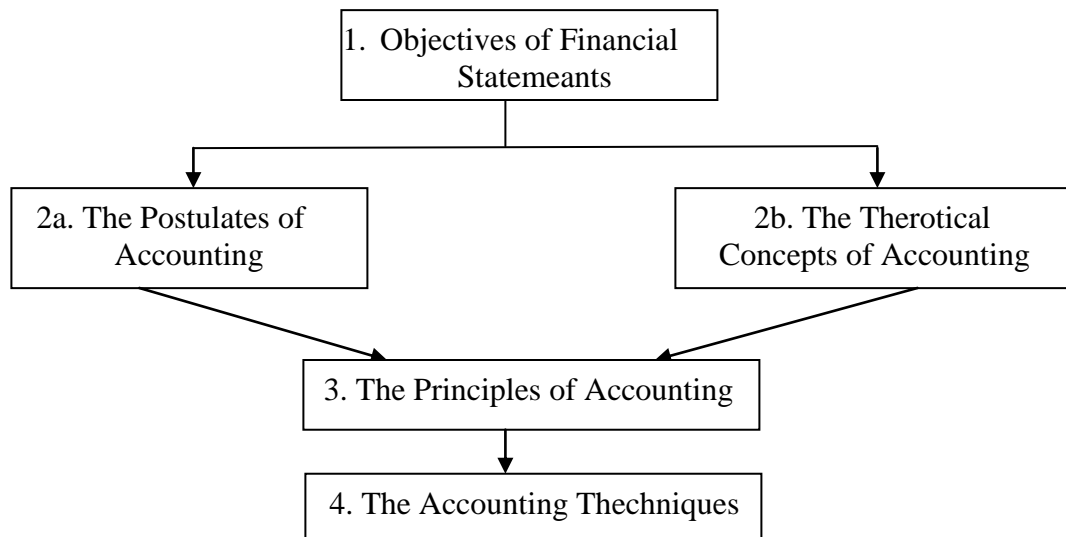 1. Objectives of Financial
Statemeants
2a. The Postulates of
Accounting
2b. The Therotical
Concepts of Accounting
3. The Principles of Accounting
4. The Accounting Thechniques